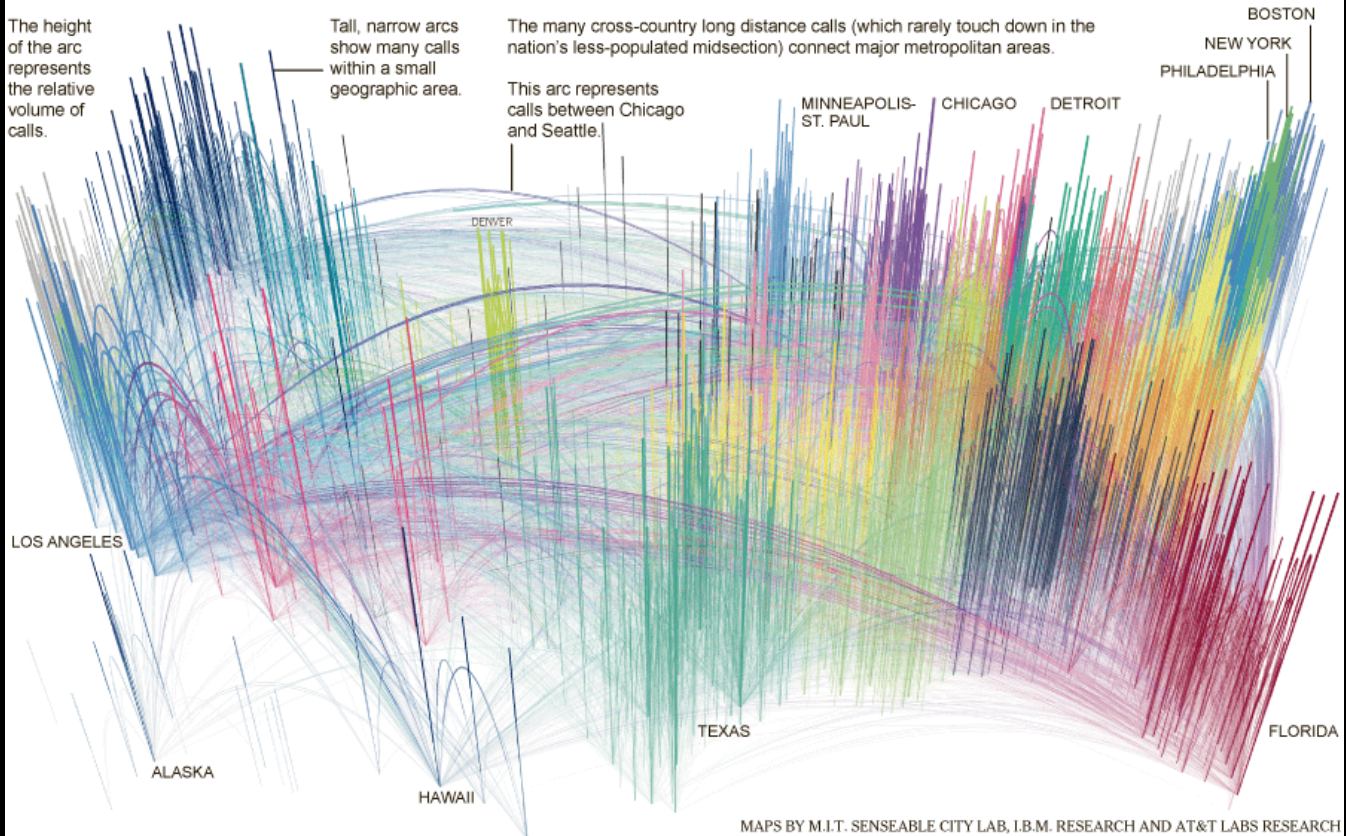 The height
of the arc
represents
the relative
volume of
calls.
Tall, narrow arcs
show many calls
within a small
geographic area.
The many cross-country long distance calls (which rarely touch down in the
nation's less-populated midsection) connect major metropolitan areas.
This arc represents
calls between Chicago
and Seattle.
BOSTON
NEW YORK
PHILADELPHIA
MINNEAPOLIS-
ST. PAUL
CHICAGO
DETROIT
DENVER
LOS ANGELES
TEXAS
FLORIDA
ALASKA
HAWAII
MAPS BY M.I.T. SENSEABLE CITY LAB, I.B.M. RESEARCH AND AT&T LABS RESEARCH